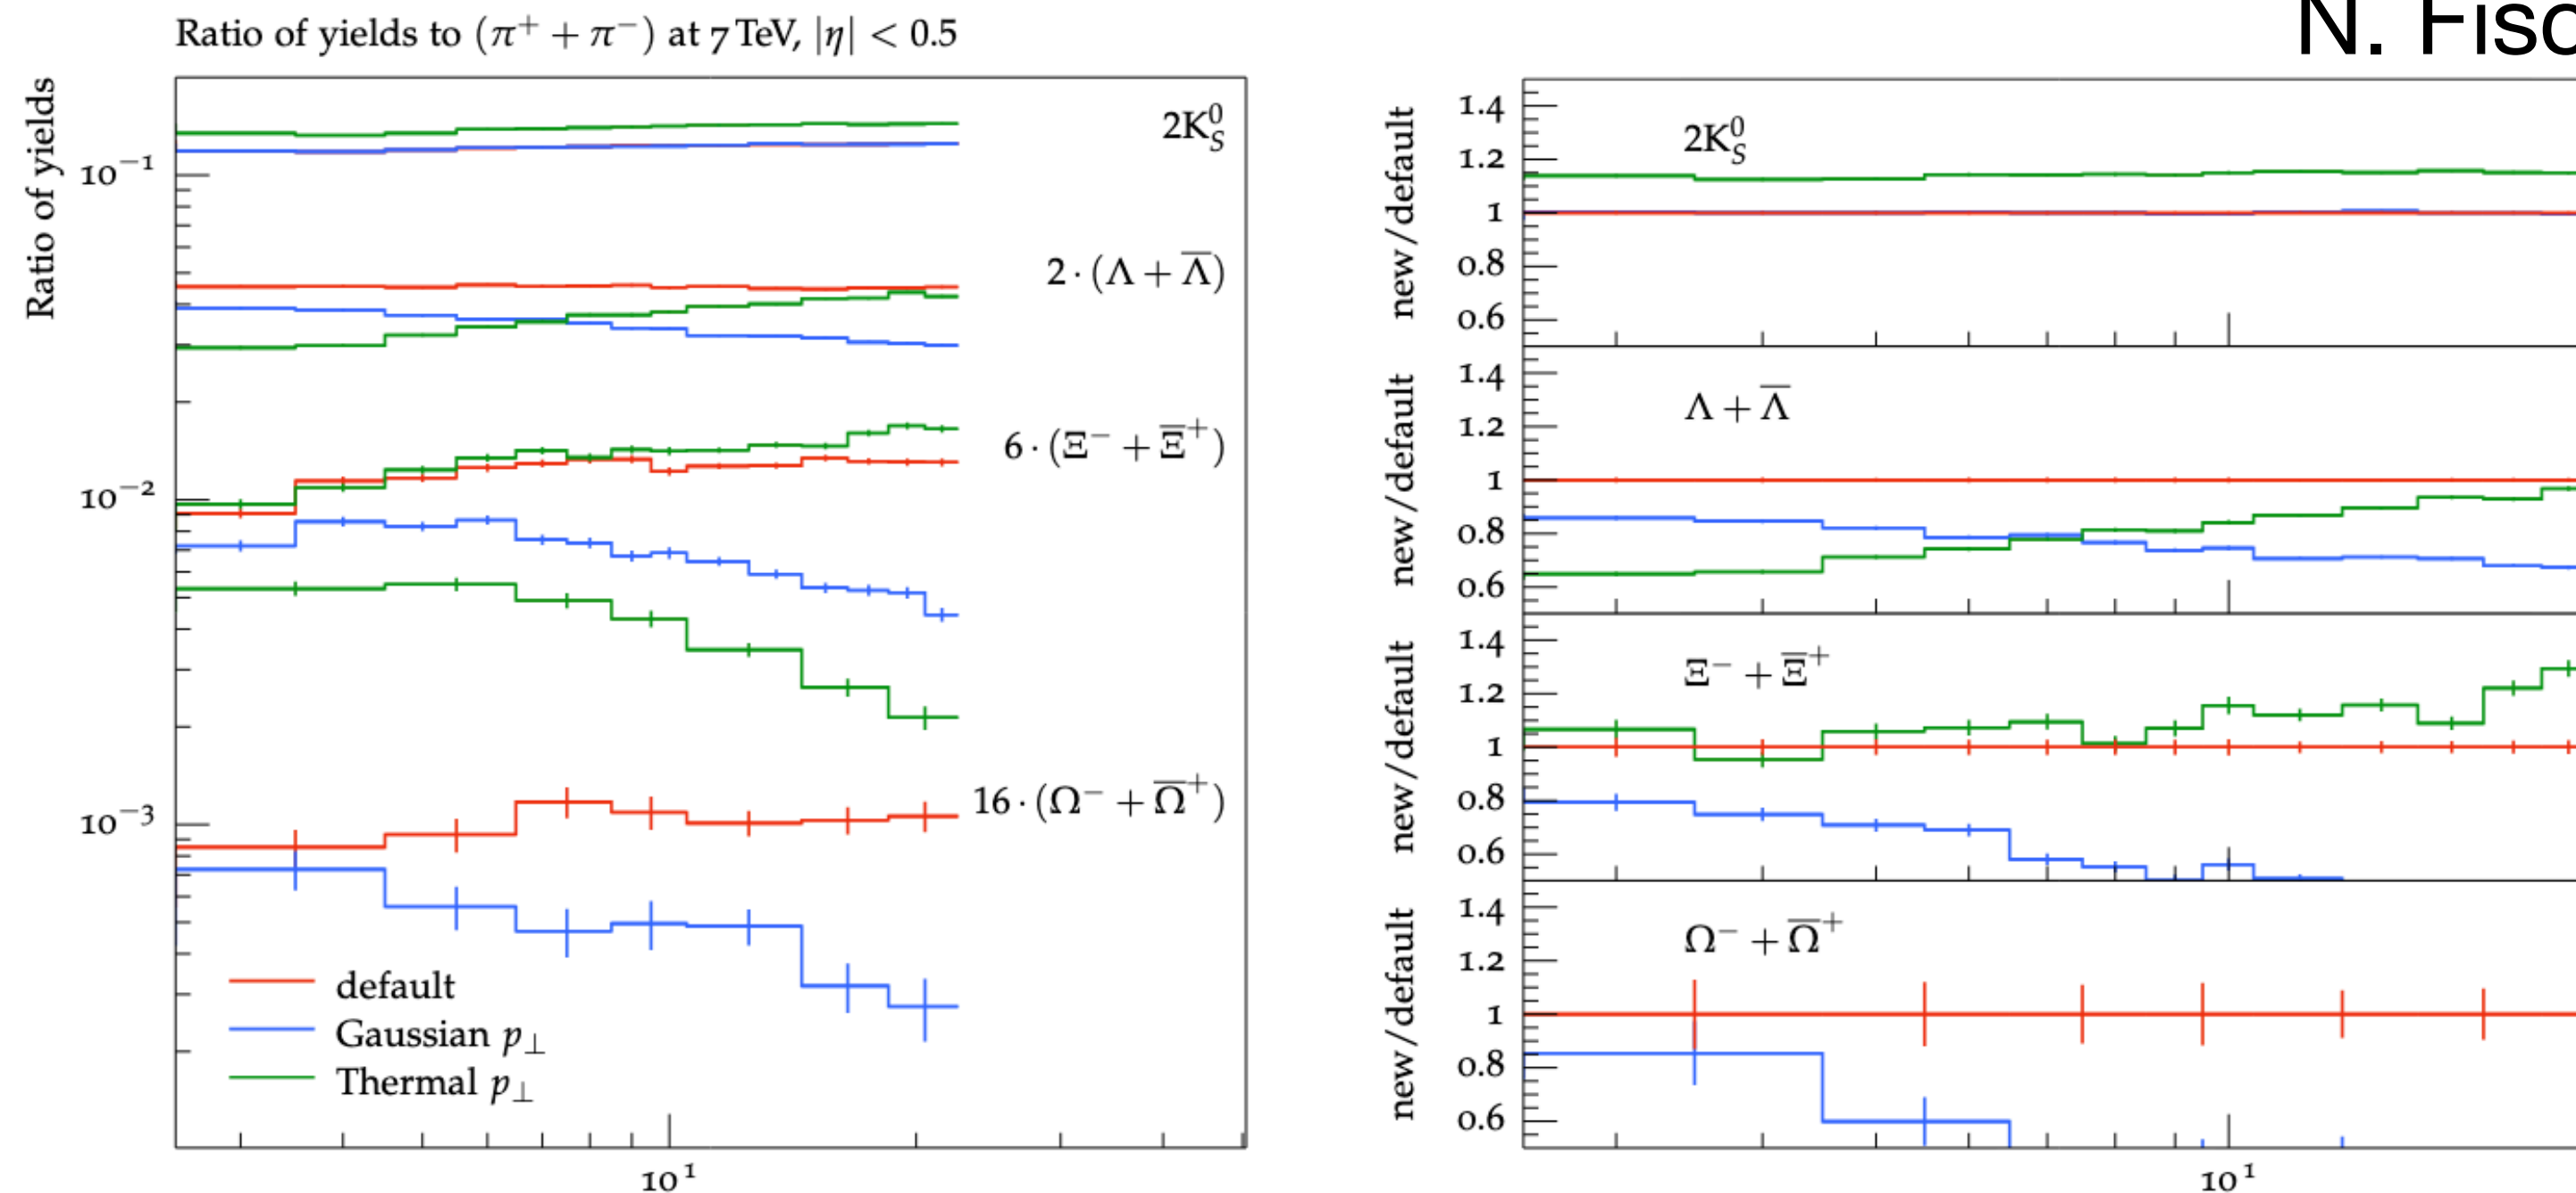 Ratio of yields to (π⁺ + π⁻) at 7 TeV, |η| < 0.5
N. Fisc
Ratio of yields
10⁻¹
10⁻²
10⁻³
2K⁰_S
2 · (Λ + Λ̅)
6 · (Ξ⁻ + Ξ̅⁺)
16 · (Ω⁻ + Ω̅⁺)
default
Gaussian p⊥
Thermal p⊥
10¹
new/default
1.4
1.2
1
0.8
0.6
2K⁰_S
new/default
1.4
1.2
1
0.8
0.6
Λ + Λ̅
new/default
1.4
1.2
1
0.8
0.6
Ξ⁻ + Ξ̅⁺
new/default
1.4
1.2
1
0.8
0.6
Ω⁻ + Ω̅⁺
10¹